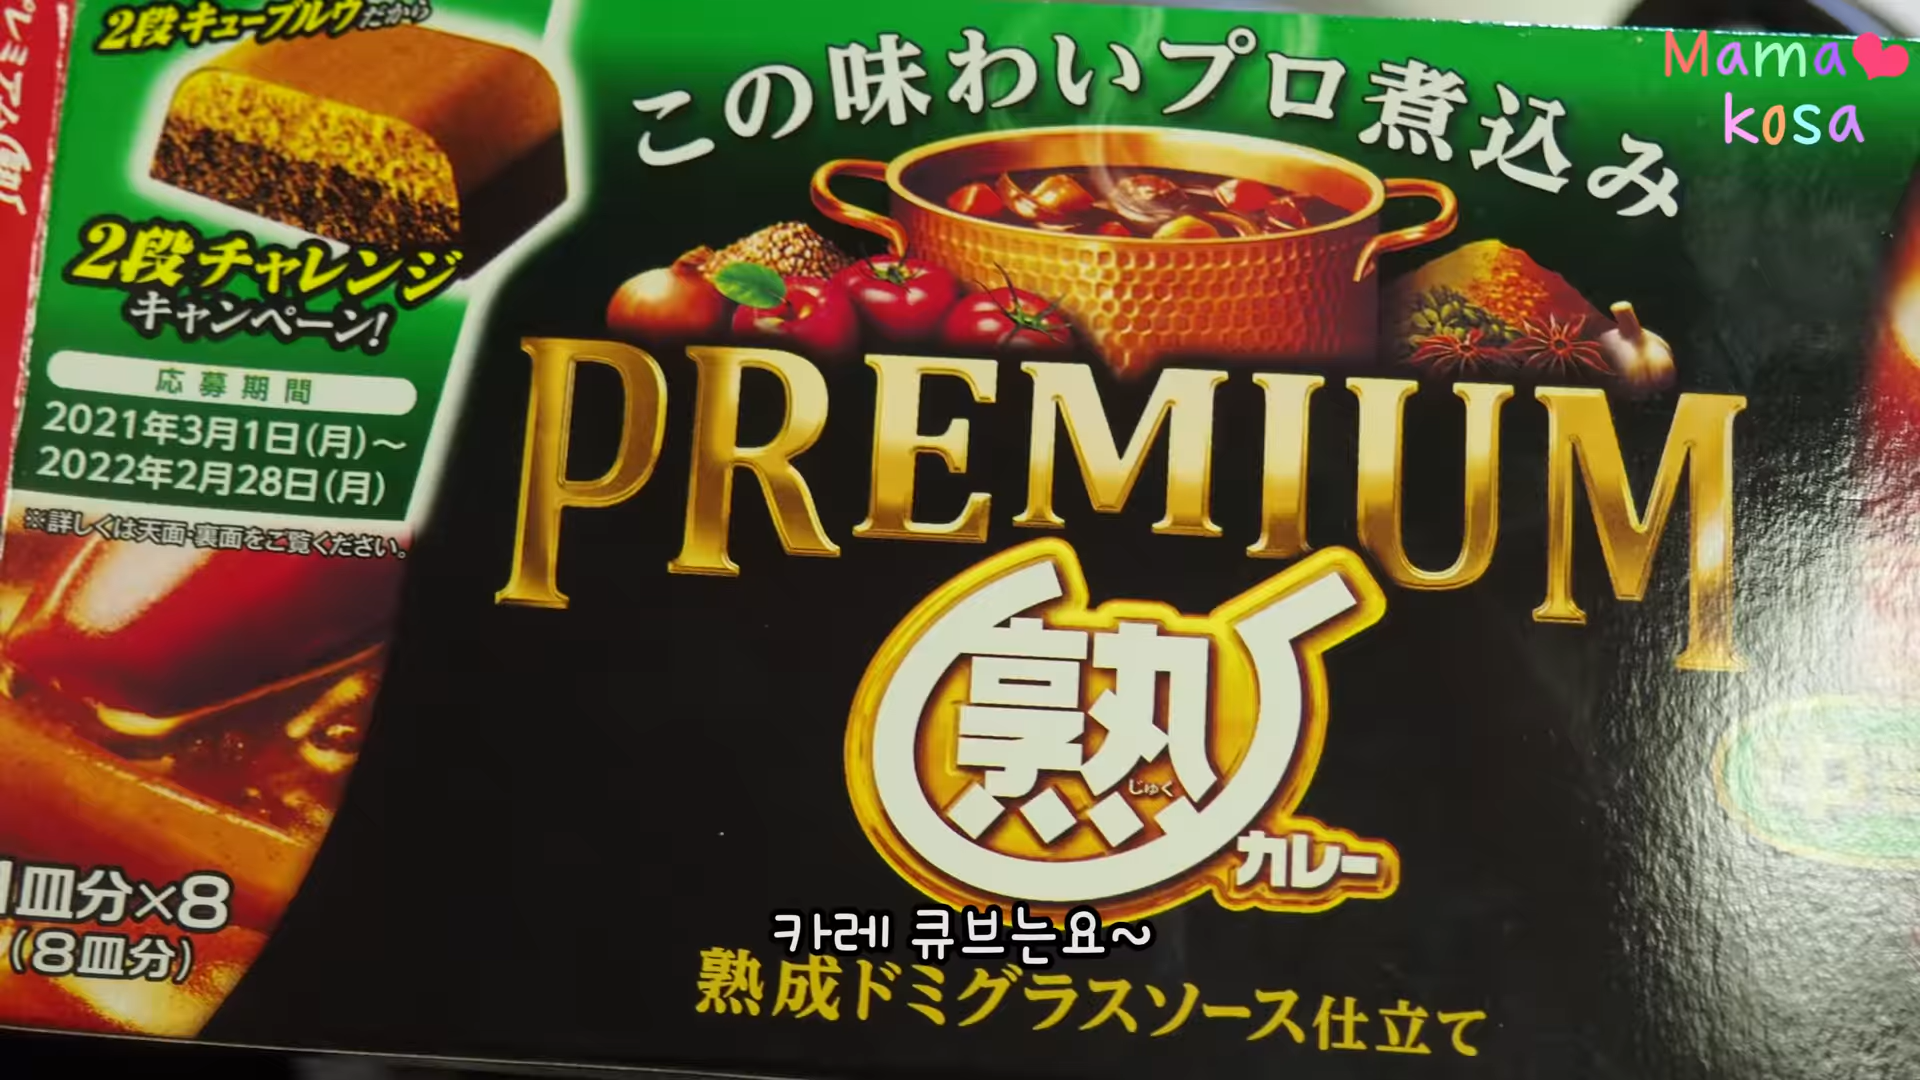 2段キューブルウだから
2段チャレンジ
キャンペーン!
応募期間
2021年3月1日(月)~
2022年2月28日(月)
※詳しくは天面・裏面をご覧ください。
1皿分×8
(8皿分)
この味わいプロ煮込み
PREMIUM
熟
じゅく
カレー
카레 큐브는요~
熟成ドミグラスソース仕立て
Mama
kosa